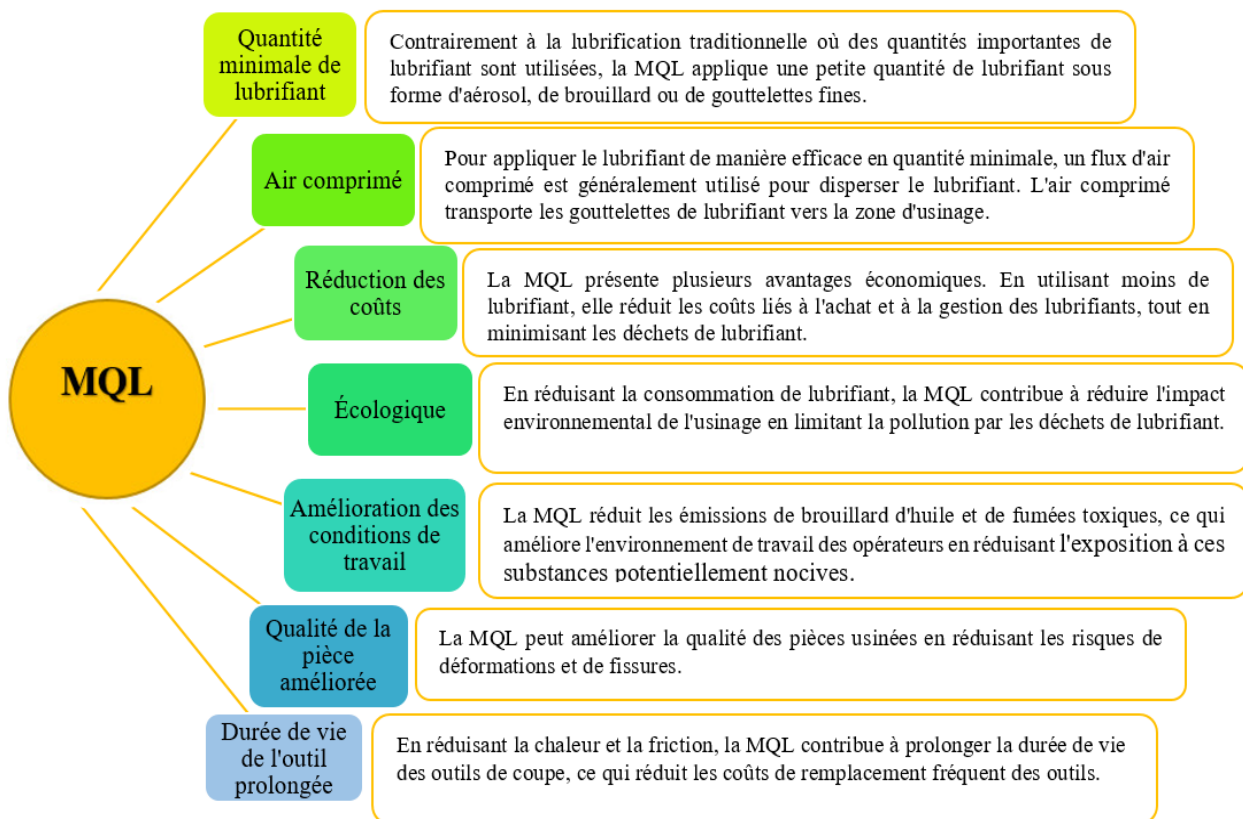 Quantité
minimale de
lubrifiant
Contrairement à la lubrification traditionnelle où des quantités importantes de
lubrifiant sont utilisées, la MQL applique une petite quantité de lubrifiant sous
forme d'aérosol, de brouillard ou de gouttelettes fines.
Air comprimé
Pour appliquer le lubrifiant de manière efficace en quantité minimale, un flux d'air
comprimé est généralement utilisé pour disperser le lubrifiant. L'air comprimé
transporte les gouttelettes de lubrifiant vers la zone d'usinage.
Réduction des
coûts
La MQL présente plusieurs avantages économiques. En utilisant moins de
lubrifiant, elle réduit les coûts liés à l'achat et à la gestion des lubrifiants, tout en
minimisant les déchets de lubrifiant.
MQL
Écologique
En réduisant la consommation de lubrifiant, la MQL contribue à réduire l'impact
environnemental de l'usinage en limitant la pollution par les déchets de lubrifiant.
Amélioration des
conditions de
travail
La MQL réduit les émissions de brouillard d'huile et de fumées toxiques, ce qui
améliore l'environnement de travail des opérateurs en réduisant l'exposition à ces
substances potentiellement nocives.
Qualité de la
pièce
améliorée
La MQL peut améliorer la qualité des pièces usinées en réduisant les risques de
déformations et de fissures.
Durée de vie
de l'outil
prolongée
En réduisant la chaleur et la friction, la MQL contribue à prolonger la durée de vie
des outils de coupe, ce qui réduit les coûts de remplacement fréquent des outils.